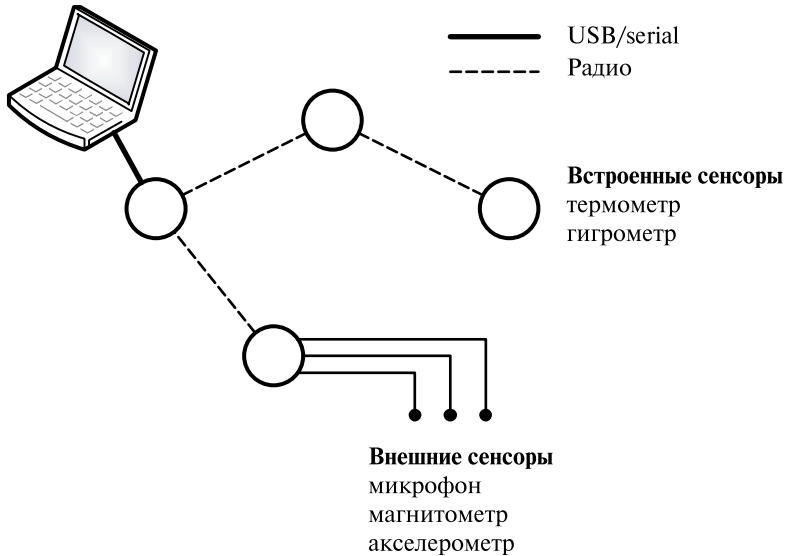 USB/serial
Радио
Встроенные сенсоры
термометр
гигрометр
Внешние сенсоры
микрофон
магнитометр
акселерометр